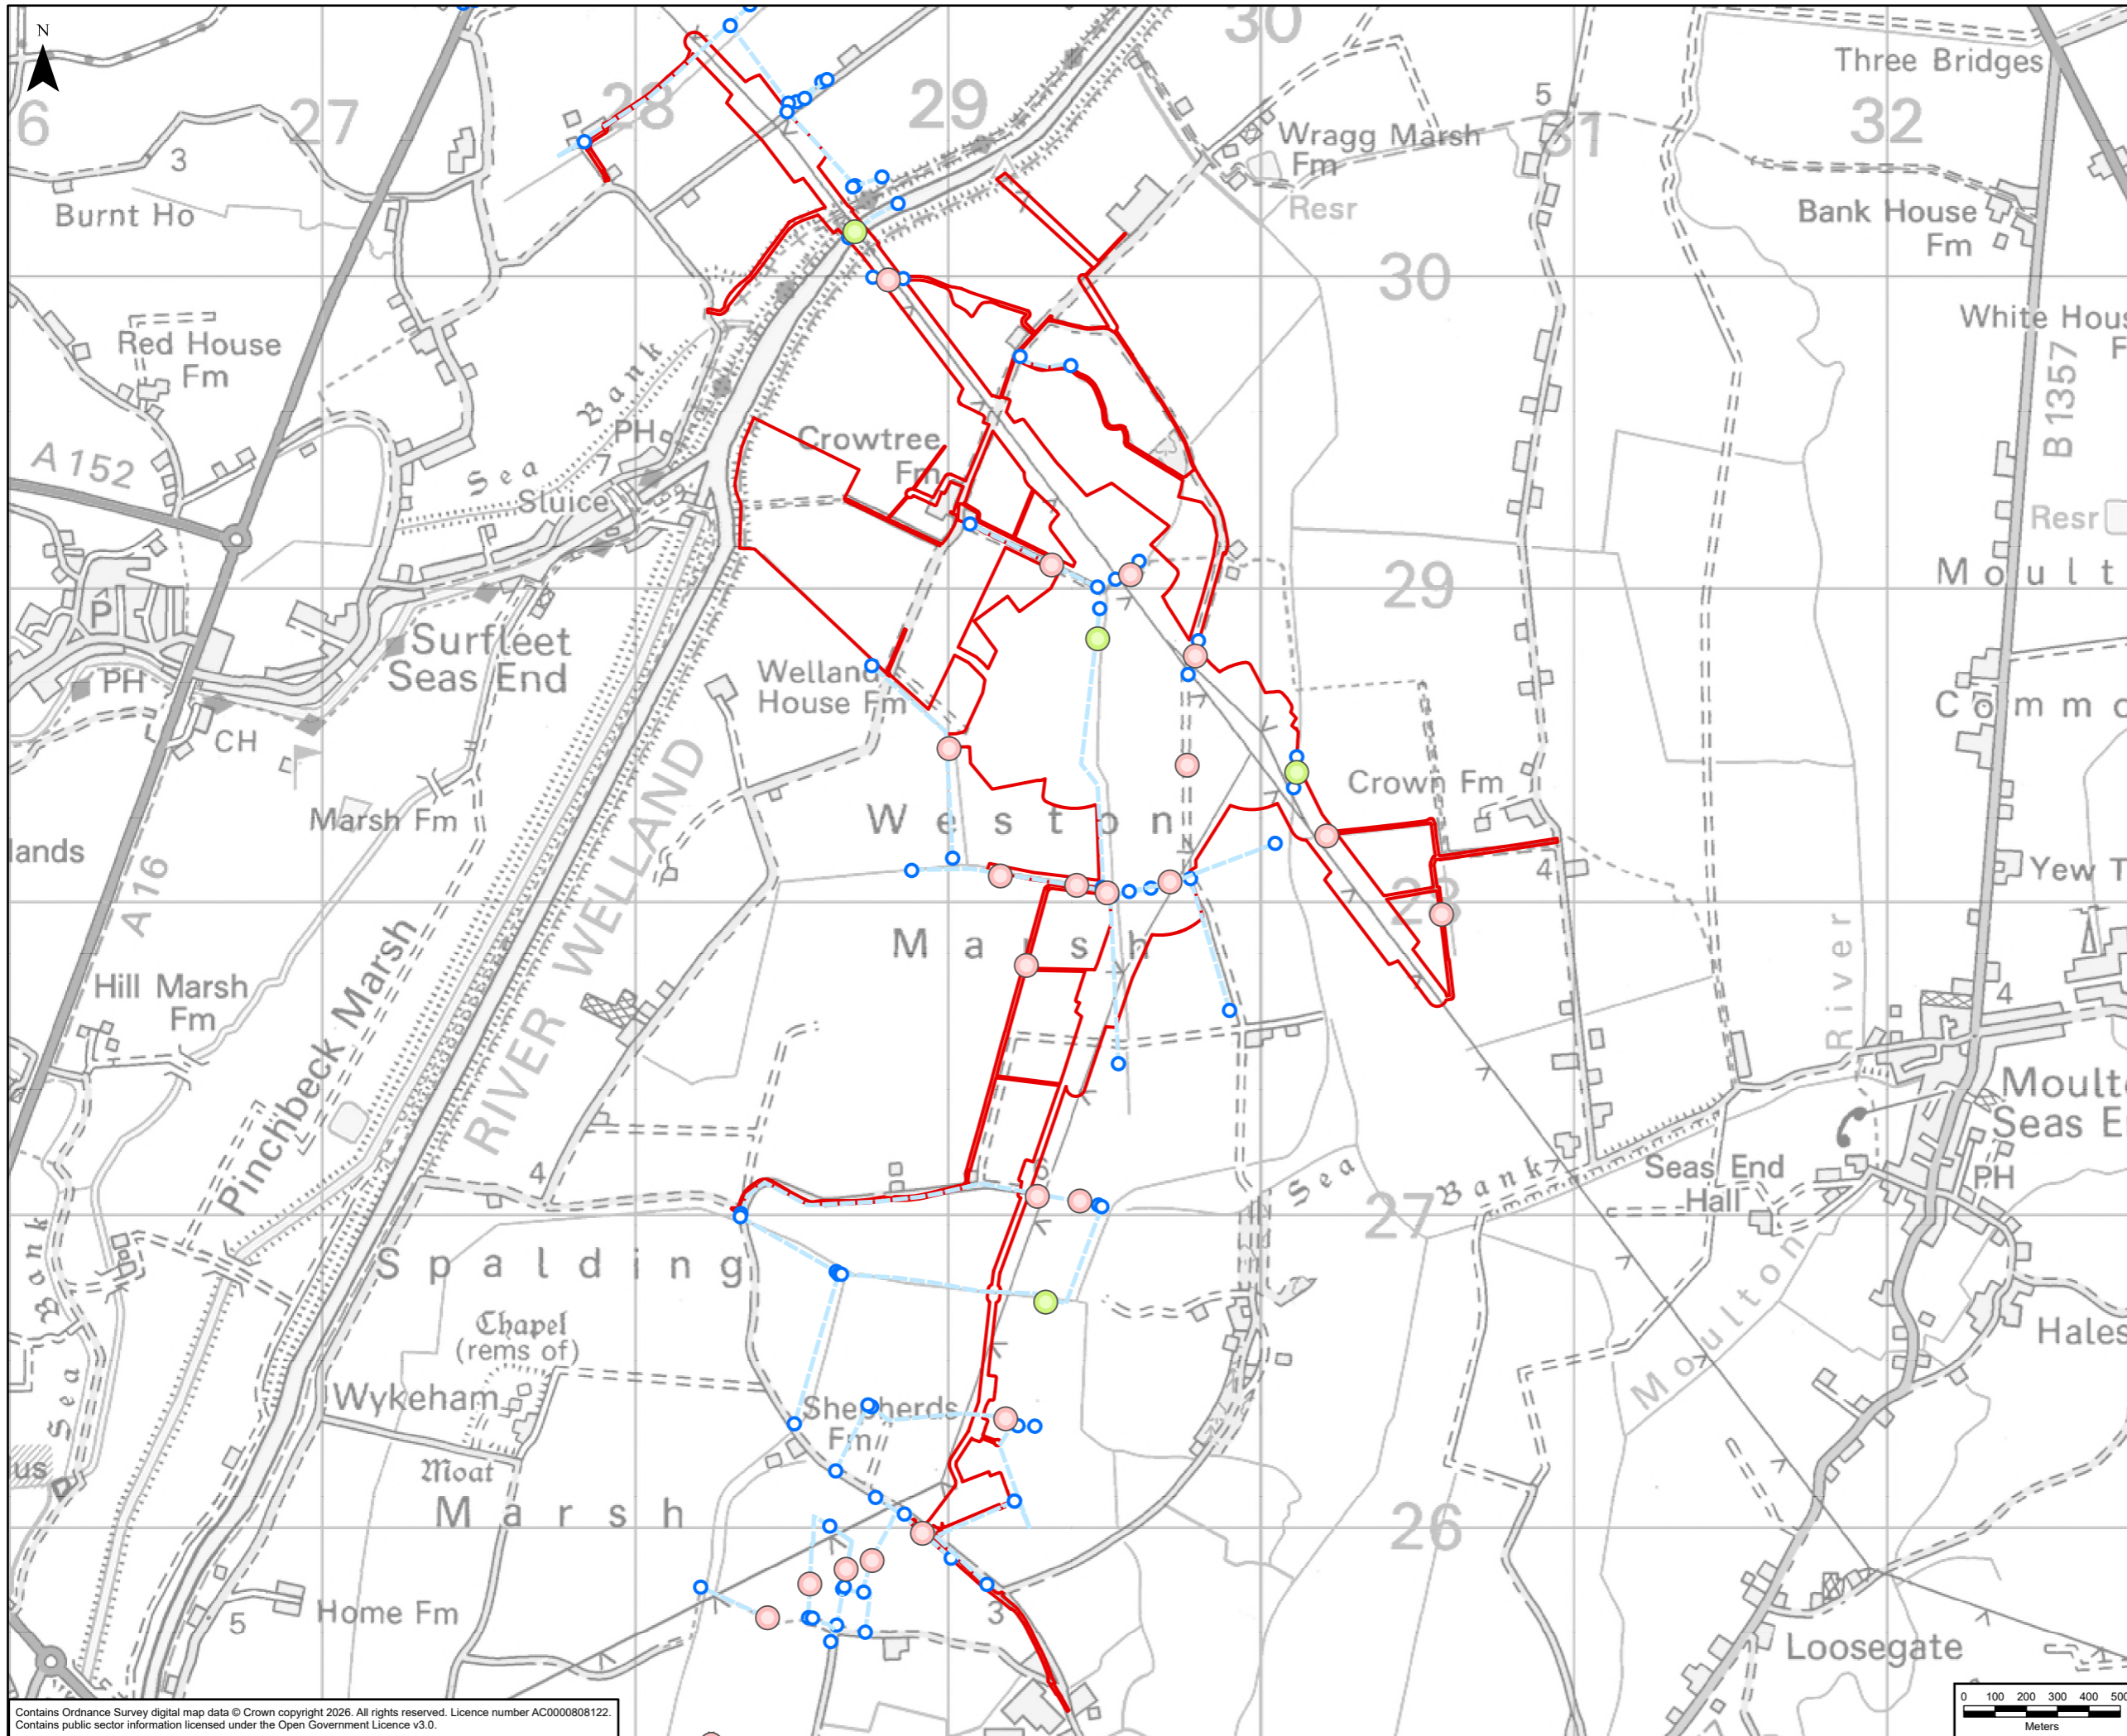 N
30
Three Bridges
6
27
28
29
5
31
32
Wragg Marsh
Fm
3
Resr
Burnt Ho
Bank House
Fm
30
White Hous
F
Red House
Fm
Bank
B 1357
PH
Crowtree
Fm
A 152
Sea
7
Sluice
Resr
Moult
29
P
Surfleet
Seas End
PH
Welland
House Fm
Commo
CH
Crown Fm
Marsh Fm
Weston
lands
4
Yew T
A 16
28
RIVER WELLAND
Marsh
River
Hill Marsh
Fm
Pinchbeck Marsh
4
Moult
Seas E
Seas End
Hall
PH
6
4
Sea
Bank
27
Bank
Sea
Spalding
Moulton
Chapel
(rems of)
Hales
Wykeham
Shepherds
Fm
us
Moat
Marsh
26
5
Home Fm
3
Loosegate
0 100 200 300 400 500
Meters
Contains Ordnance Survey digital map data © Crown copyright 2026. All rights reserved. Licence number AC0000808122.
Contains public sector information licensed under the Open Government Licence v3.0.